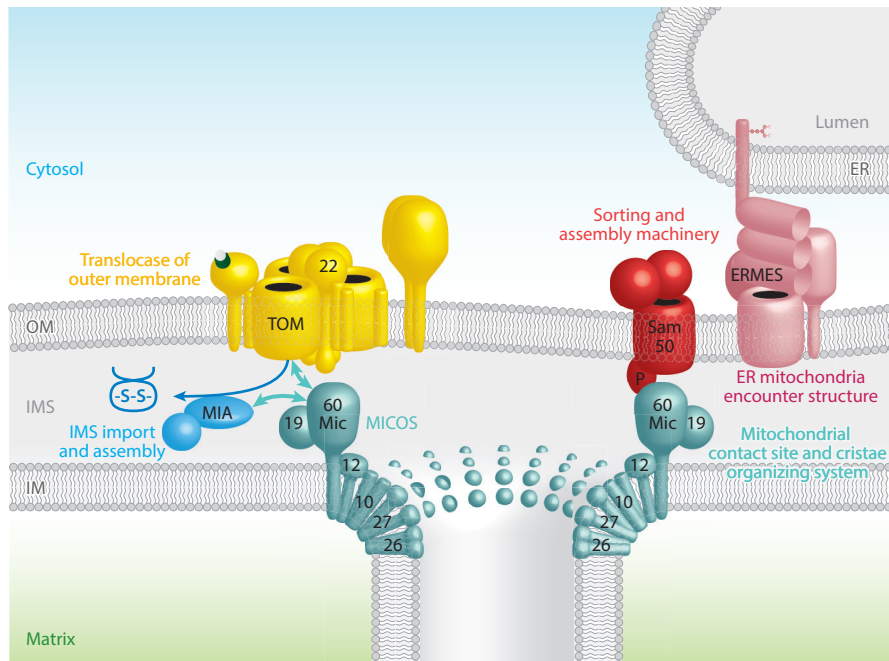 Lumen
ER
Cytosol
Sorting and
assembly machinery
Translocase of
outer membrane
22
ERMES
TOM
OM
Sam
50
P
ER mitochondria
encounter structure
-S-S-
IMS
MIA
60
Mic
19
MICOS
60
Mic
19
IMS import
and assembly
Mitochondrial
contact site and cristae
organizing system
12
12
IM
10
10
27
27
26
26
Matrix